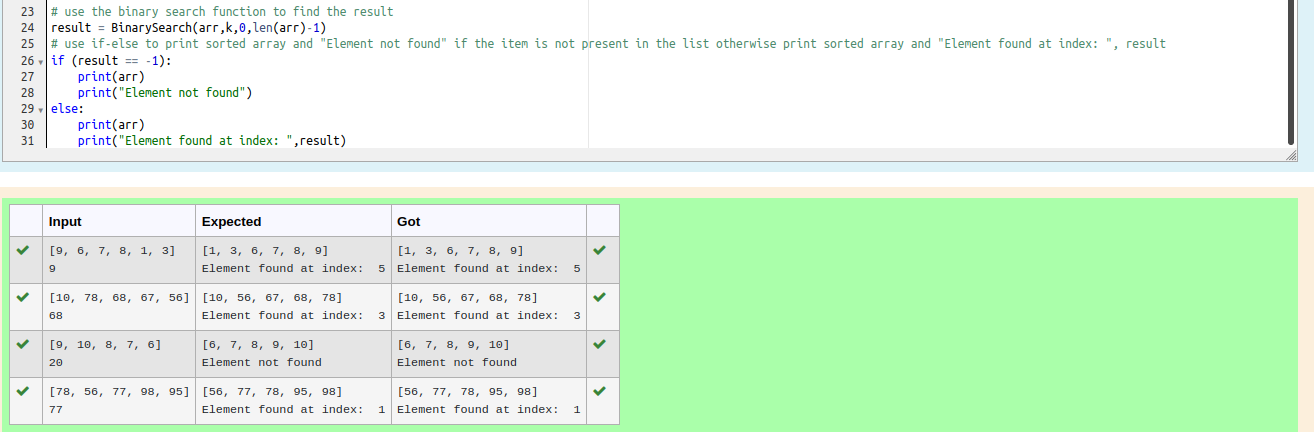 23 # use the binary search function to find the result
24 result = BinarySearch(arr,k,0,len(arr)-1)
25 # use if-else to print sorted array and "Element not found" if the item is not present in the list otherwise print sorted array and "Element found at index: ", result
26 if (result == -1):
27     print(arr)
28     print("Element not found")
29 else:
30     print(arr)
31     print("Element found at index: ",result)
Input Expected Got
[9, 6, 7, 8, 1, 3] [1, 3, 6, 7, 8, 9] [1, 3, 6, 7, 8, 9]
9 Element found at index:  5 Element found at index:  5
[10, 78, 68, 67, 56] [10, 56, 67, 68, 78] [10, 56, 67, 68, 78]
68 Element found at index:  3 Element found at index:  3
[9, 10, 8, 7, 6] [6, 7, 8, 9, 10] [6, 7, 8, 9, 10]
20 Element not found Element not found
[78, 56, 77, 98, 95] [56, 77, 78, 95, 98] [56, 77, 78, 95, 98]
77 Element found at index:  1 Element found at index:  1